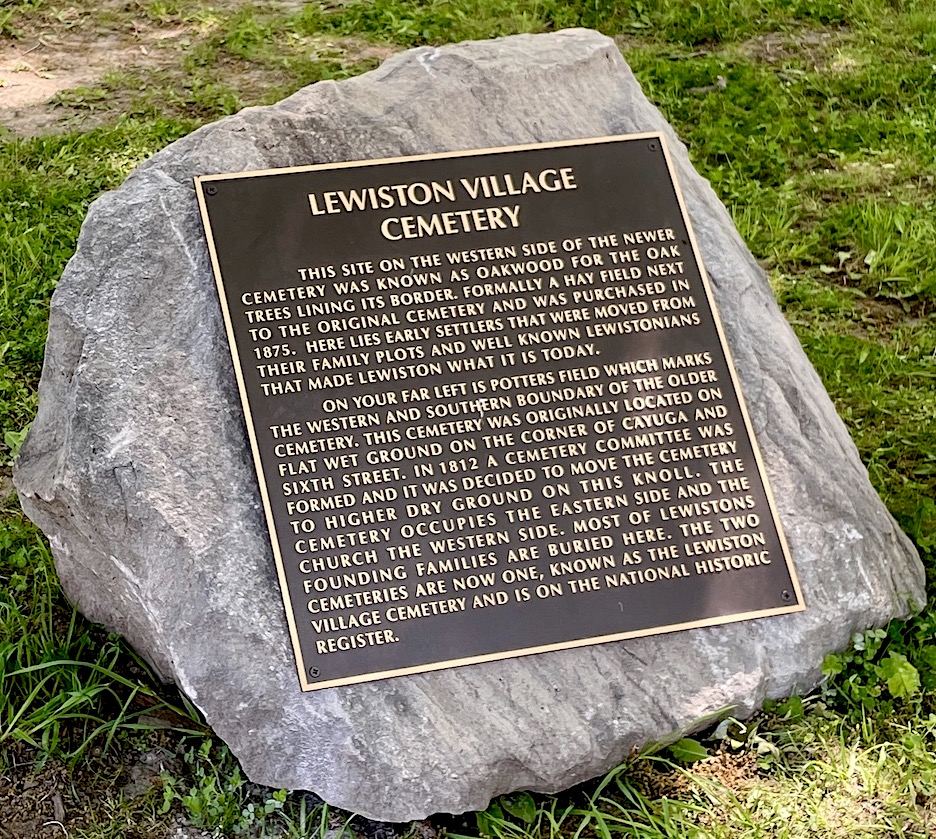 LEWISTON VILLAGE
CEMETERY
THIS SITE ON THE WESTERN SIDE OF THE NEWER
CEMETERY WAS KNOWN AS OAKWOOD FOR THE OAK
TREES LINING ITS BORDER. FORMALLY A HAY FIELD NEXT
TO THE ORIGINAL CEMETERY AND WAS PURCHASED IN
1875. HERE LIES EARLY SETTLERS THAT WERE MOVED FROM
THEIR FAMILY PLOTS AND WELL KNOWN LEWISTONIANS
THAT MADE LEWISTON WHAT IT IS TODAY.
ON YOUR FAR LEFT IS POTTERS FIELD WHICH MARKS
THE WESTERN AND SOUTHERN BOUNDARY OF THE OLDER
CEMETERY. THIS CEMETERY WAS ORIGINALLY LOCATED ON
FLAT WET GROUND ON THE CORNER OF CAYUGA AND
SIXTH STREET. IN 1812 A CEMETERY COMMITTEE WAS
FORMED AND IT WAS DECIDED TO MOVE THE CEMETERY
TO HIGHER DRY GROUND ON THIS KNOLL. THE
CEMETERY OCCUPIES THE EASTERN SIDE AND THE
CHURCH THE WESTERN SIDE. MOST OF LEWISTONS
FOUNDING FAMILIES ARE BURIED HERE. THE TWO
CEMETERIES ARE NOW ONE, KNOWN AS THE LEWISTON
VILLAGE CEMETERY AND IS ON THE NATIONAL HISTORIC
REGISTER.